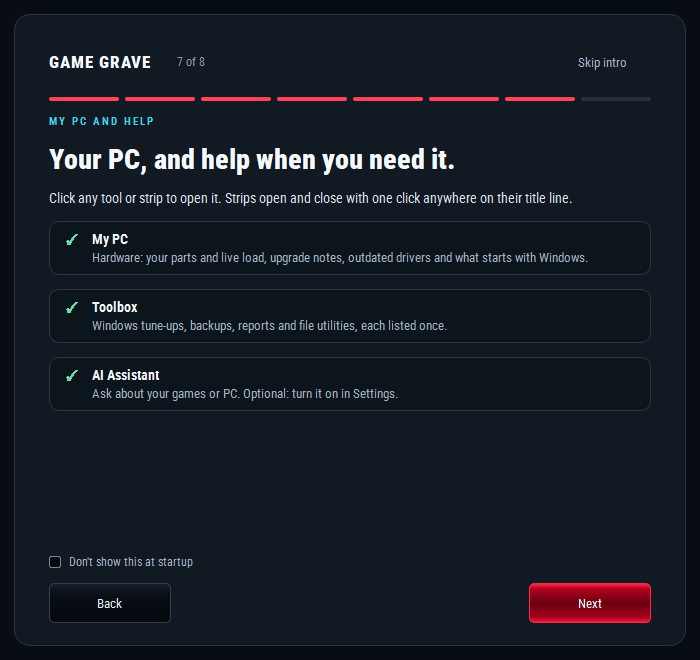 GAME GRAVE 7 of 8 Skip intro
MY PC AND HELP
Your PC, and help when you need it.
Click any tool or strip to open it. Strips open and close with one click anywhere on their title line.
My PC
Hardware: your parts and live load, upgrade notes, outdated drivers and what starts with Windows.
Toolbox
Windows tune-ups, backups, reports and file utilities, each listed once.
AI Assistant
Ask about your games or PC. Optional: turn it on in Settings.
Don't show this at startup
Back Next